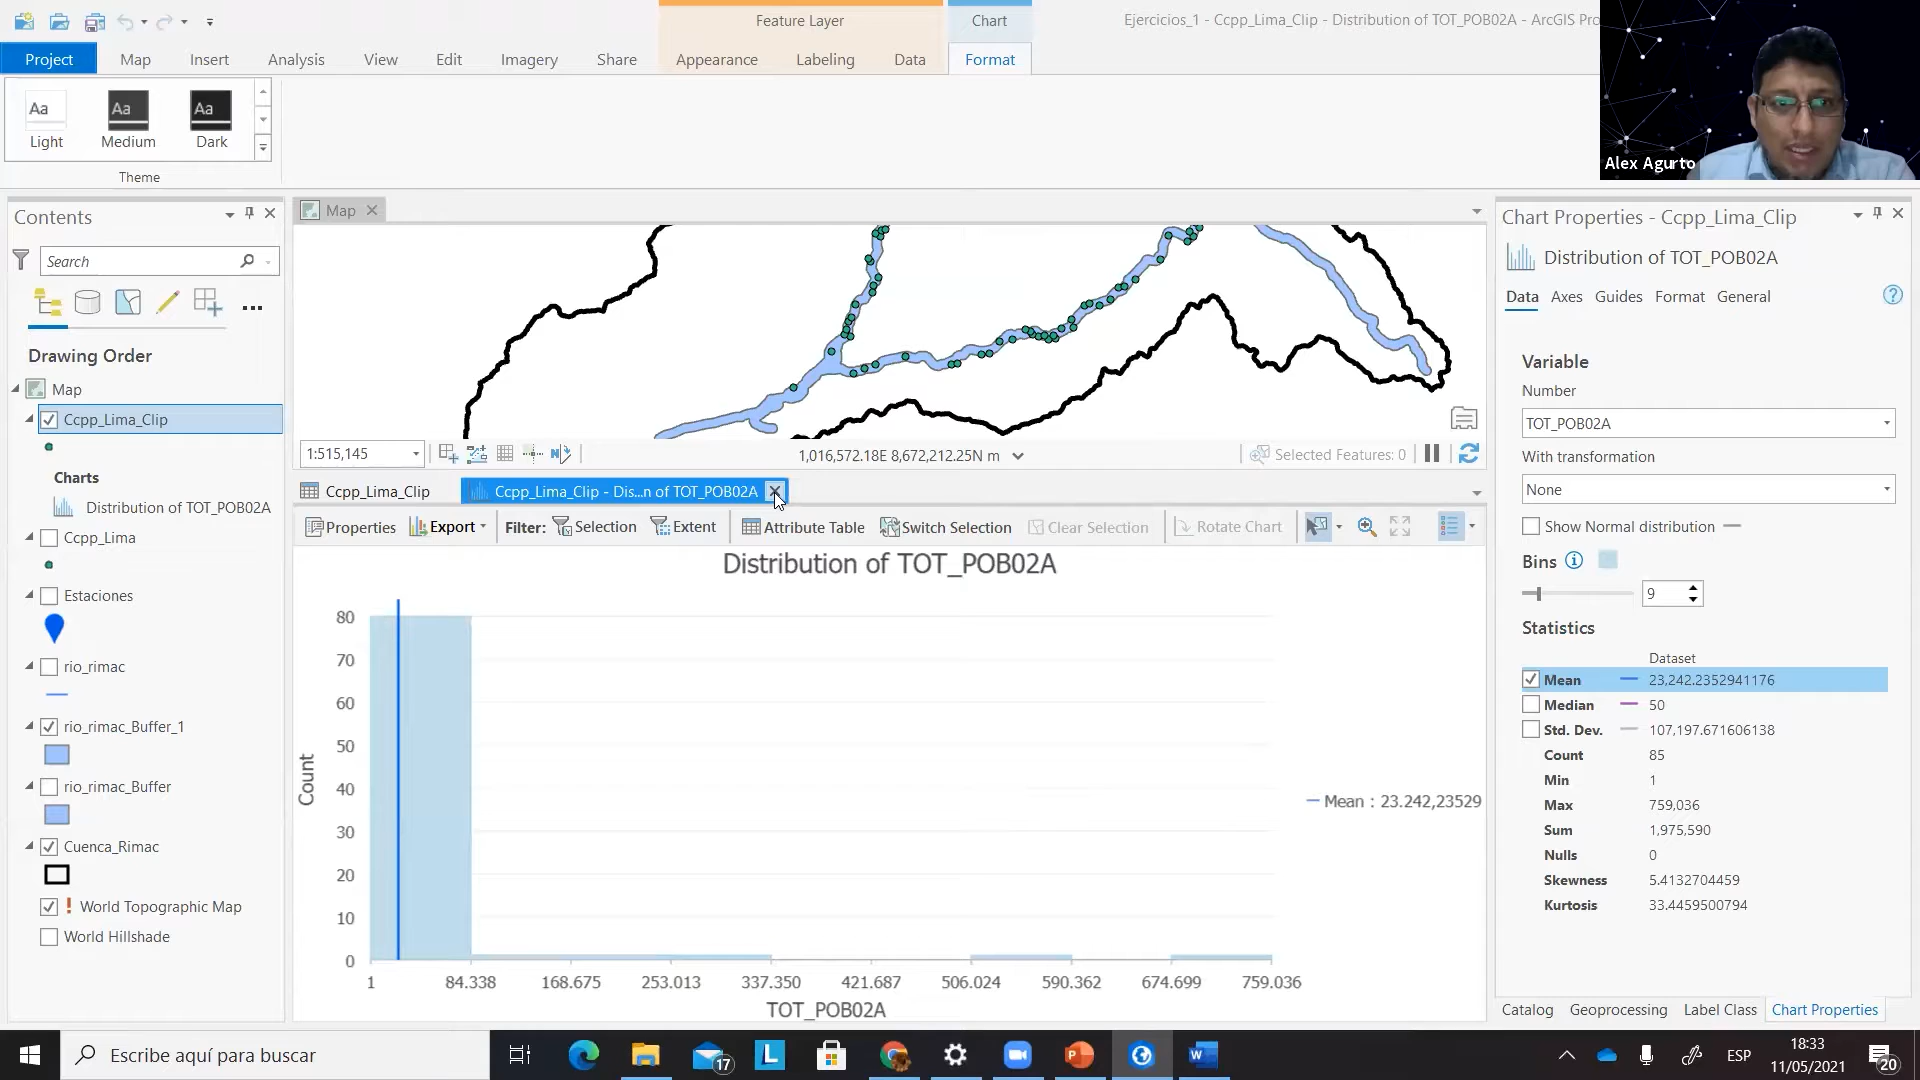 Feature Layer
Chart
Ejercicios_1 - Ccpp_Lima_Clip - Distribution of TOT_POB02A - ArcGIS Pro
Project Map Insert Analysis View Edit Imagery Share Appearance Labeling Data Format
Aa Aa Aa
Light Medium Dark
Theme
Alex Agurto
Contents
Search
Drawing Order
Map
Ccpp_Lima_Clip
Charts
Distribution of TOT_POB02A
Ccpp_Lima
Estaciones
rio_rimac
rio_rimac_Buffer_1
rio_rimac_Buffer
Cuenca_Rimac
! World Topographic Map
World Hillshade
Map
1:515,145
1,016,572.18E 8,672,212.25N m
Selected Features: 0
Ccpp_Lima_Clip
Ccpp_Lima_Clip - Dis...n of TOT_POB02A
Properties Export Filter: Selection Extent Attribute Table Switch Selection Clear Selection Rotate Chart
Distribution of TOT_POB02A
80
70
60
50
40
30
20
10
0
Count
1 84.338 168.675 253.013 337.350 421.687 506.024 590.362 674.699 759.036
TOT_POB02A
Mean : 23.242,23529
Chart Properties - Ccpp_Lima_Clip
Distribution of TOT_POB02A
Data Axes Guides Format General
Variable
Number
TOT_POB02A
With transformation
None
Show Normal distribution
Bins
9
Statistics
Dataset
Mean 23,242.2352941176
Median 50
Std. Dev. 107,197.671606138
Count 85
Min 1
Max 759,036
Sum 1,975,590
Nulls 0
Skewness 5.4132704459
Kurtosis 33.4459500794
Catalog Geoprocessing Label Class Chart Properties
Escribe aquí para buscar
17
ESP
18:33
11/05/2021
20